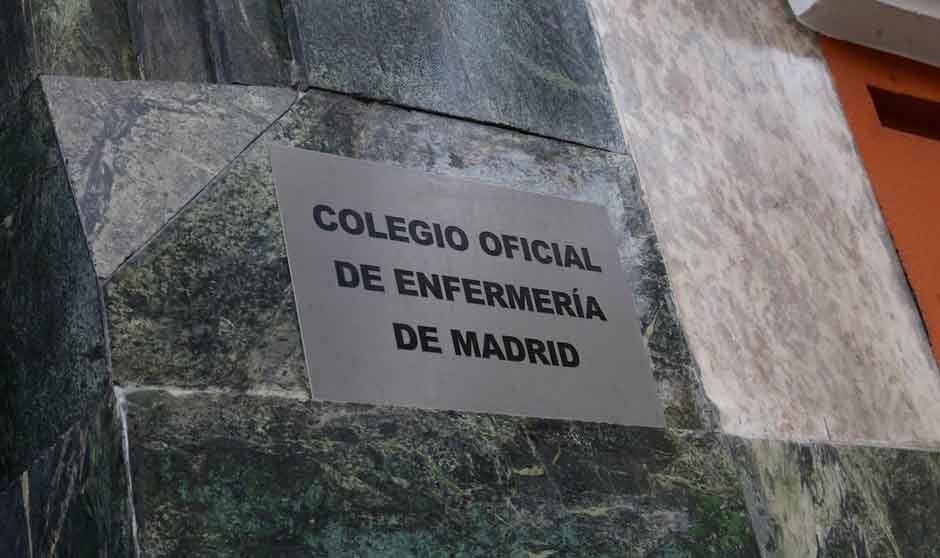 COLEGIO OFICIAL
DE ENFERMERÍA
DE MADRID